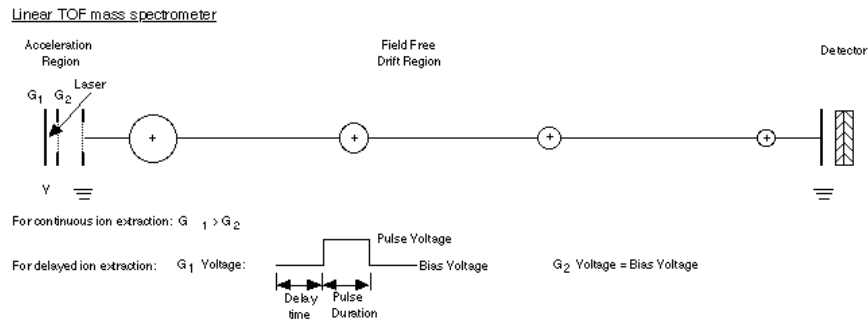 Linear TOF mass spectrometer
Acceleration Region
Field Free Drift Region
Detector
Laser
G1 G2
+ + + +
V
For continuous ion extraction: G 1 > G2
Pulse Voltage
For delayed ion extraction: G1 Voltage: Bias Voltage G2 Voltage = Bias Voltage
Delay time
Pulse Duration